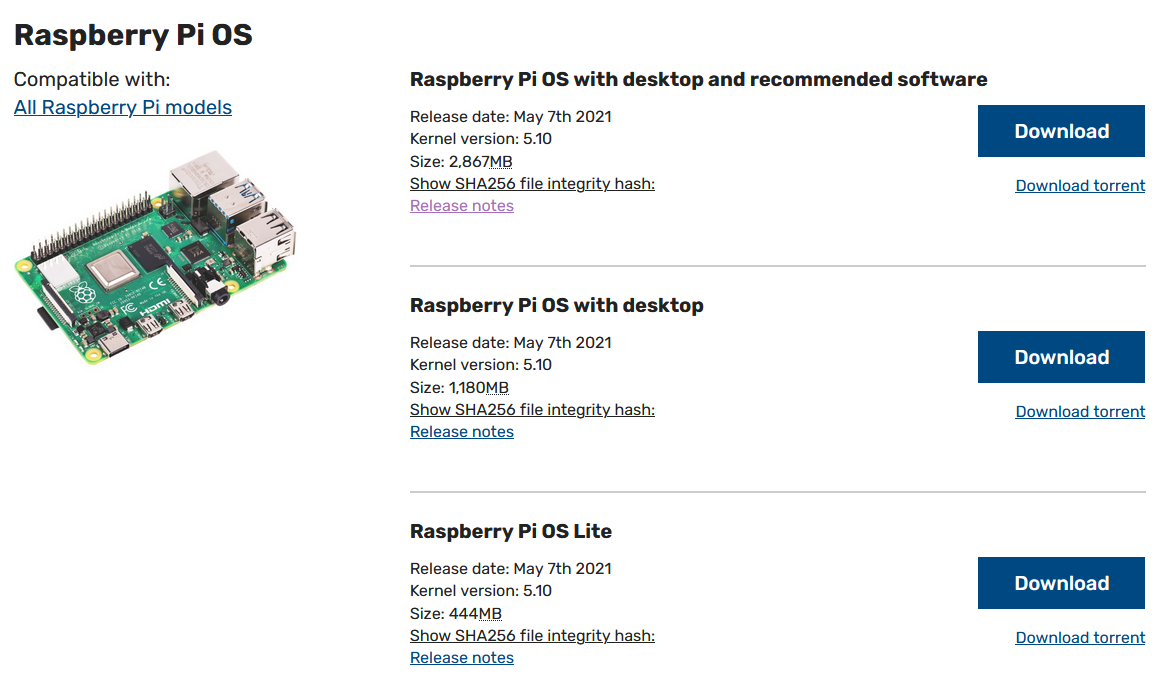 Raspberry Pi OS
Compatible with:
All Raspberry Pi models
Raspberry Pi OS with desktop and recommended software
Release date: May 7th 2021
Kernel version: 5.10
Size: 2,867MB
Show SHA256 file integrity hash:
Release notes
Download
Download torrent
Raspberry Pi OS with desktop
Release date: May 7th 2021
Kernel version: 5.10
Size: 1,180MB
Show SHA256 file integrity hash:
Release notes
Download
Download torrent
Raspberry Pi OS Lite
Release date: May 7th 2021
Kernel version: 5.10
Size: 444MB
Show SHA256 file integrity hash:
Release notes
Download
Download torrent
HDMI